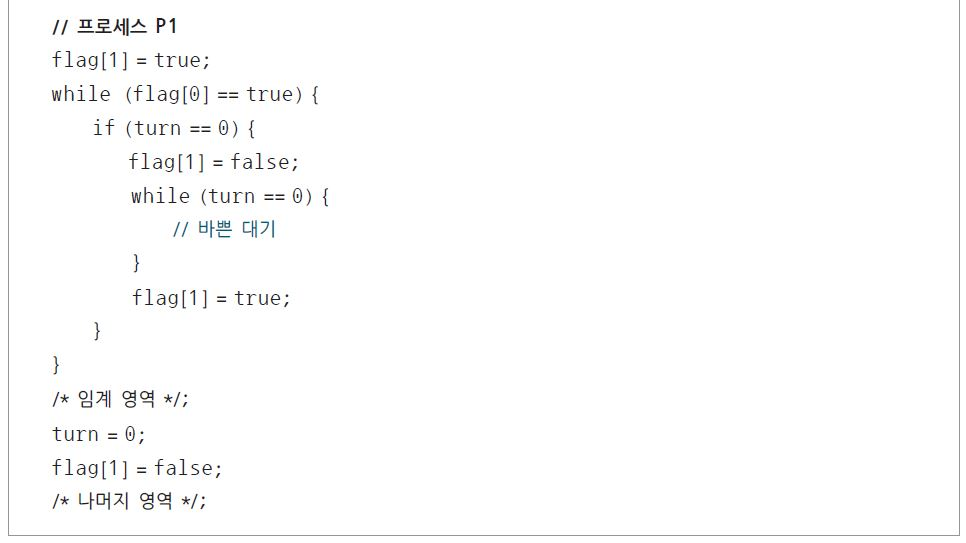 // 프로세스 P1
flag[1] = true;
while (flag[0] == true) {
if (turn == 0) {
flag[1] = false;
while (turn == 0) {
// 바쁜 대기
}
flag[1] = true;
}
}
/* 임계 영역 */;
turn = 0;
flag[1] = false;
/* 나머지 영역 */;